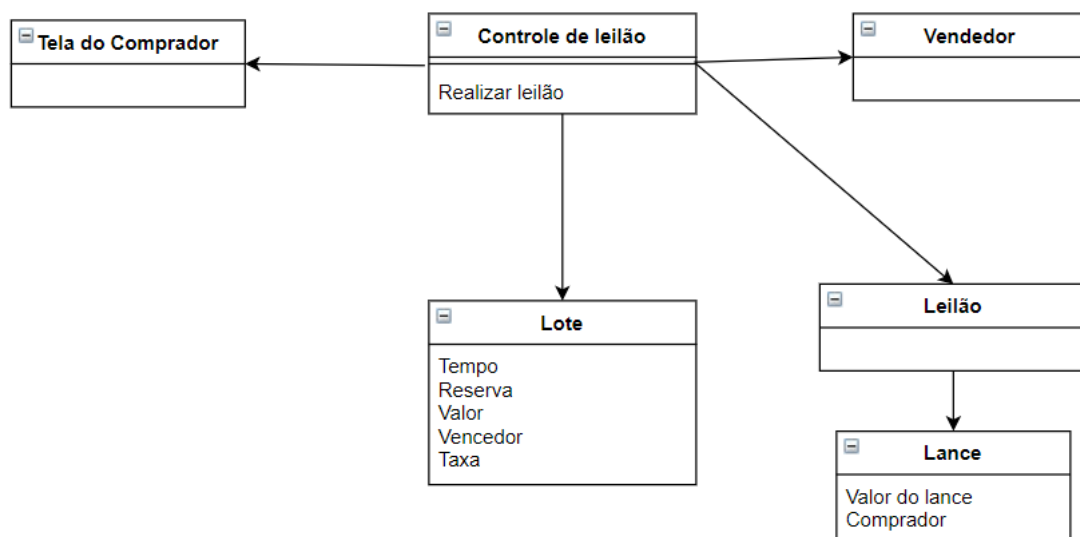 Tela do Comprador
Controle de leilão
Realizar leilão
Vendedor
Lote
Tempo
Reserva
Valor
Vencedor
Taxa
Leilão
Lance
Valor do lance
Comprador